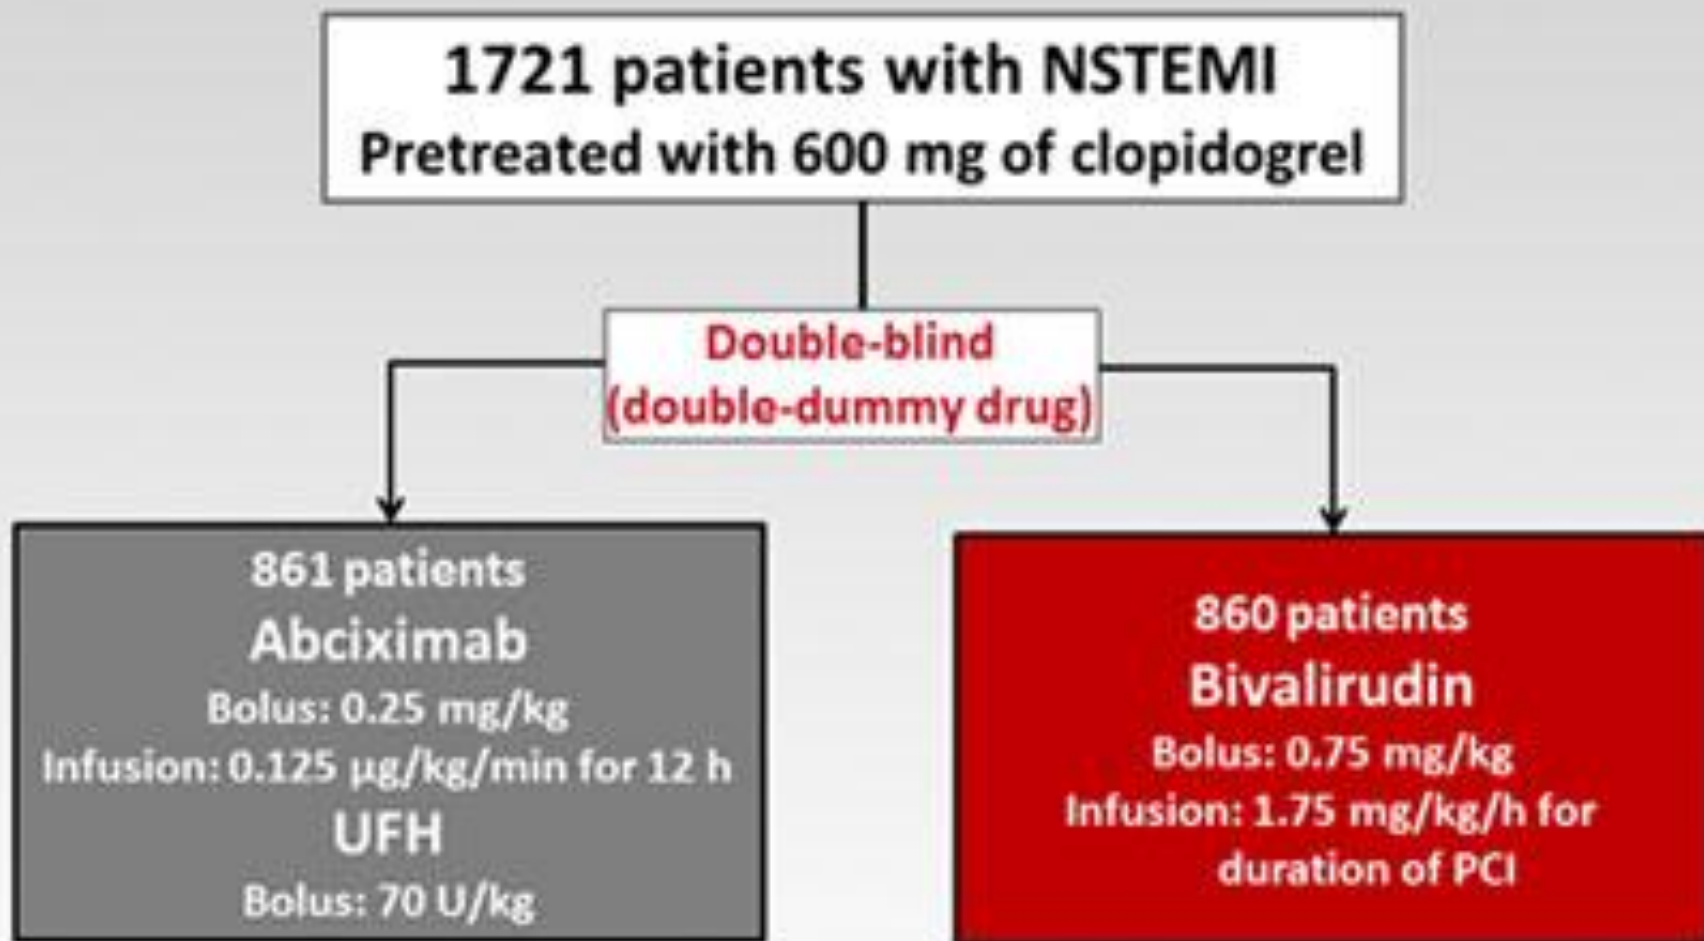 1721 patients with NSTEMI
Pretreated with 600 mg of clopidogrel
Double-blind
(double-dummy drug)
861 patients
Abciximab
Bolus: 0.25 mg/kg
Infusion: 0.125 µg/kg/min for 12 h
UFH
Bolus: 70 U/kg
860 patients
Bivalirudin
Bolus: 0.75 mg/kg
Infusion: 1.75 mg/kg/h for
duration of PCI